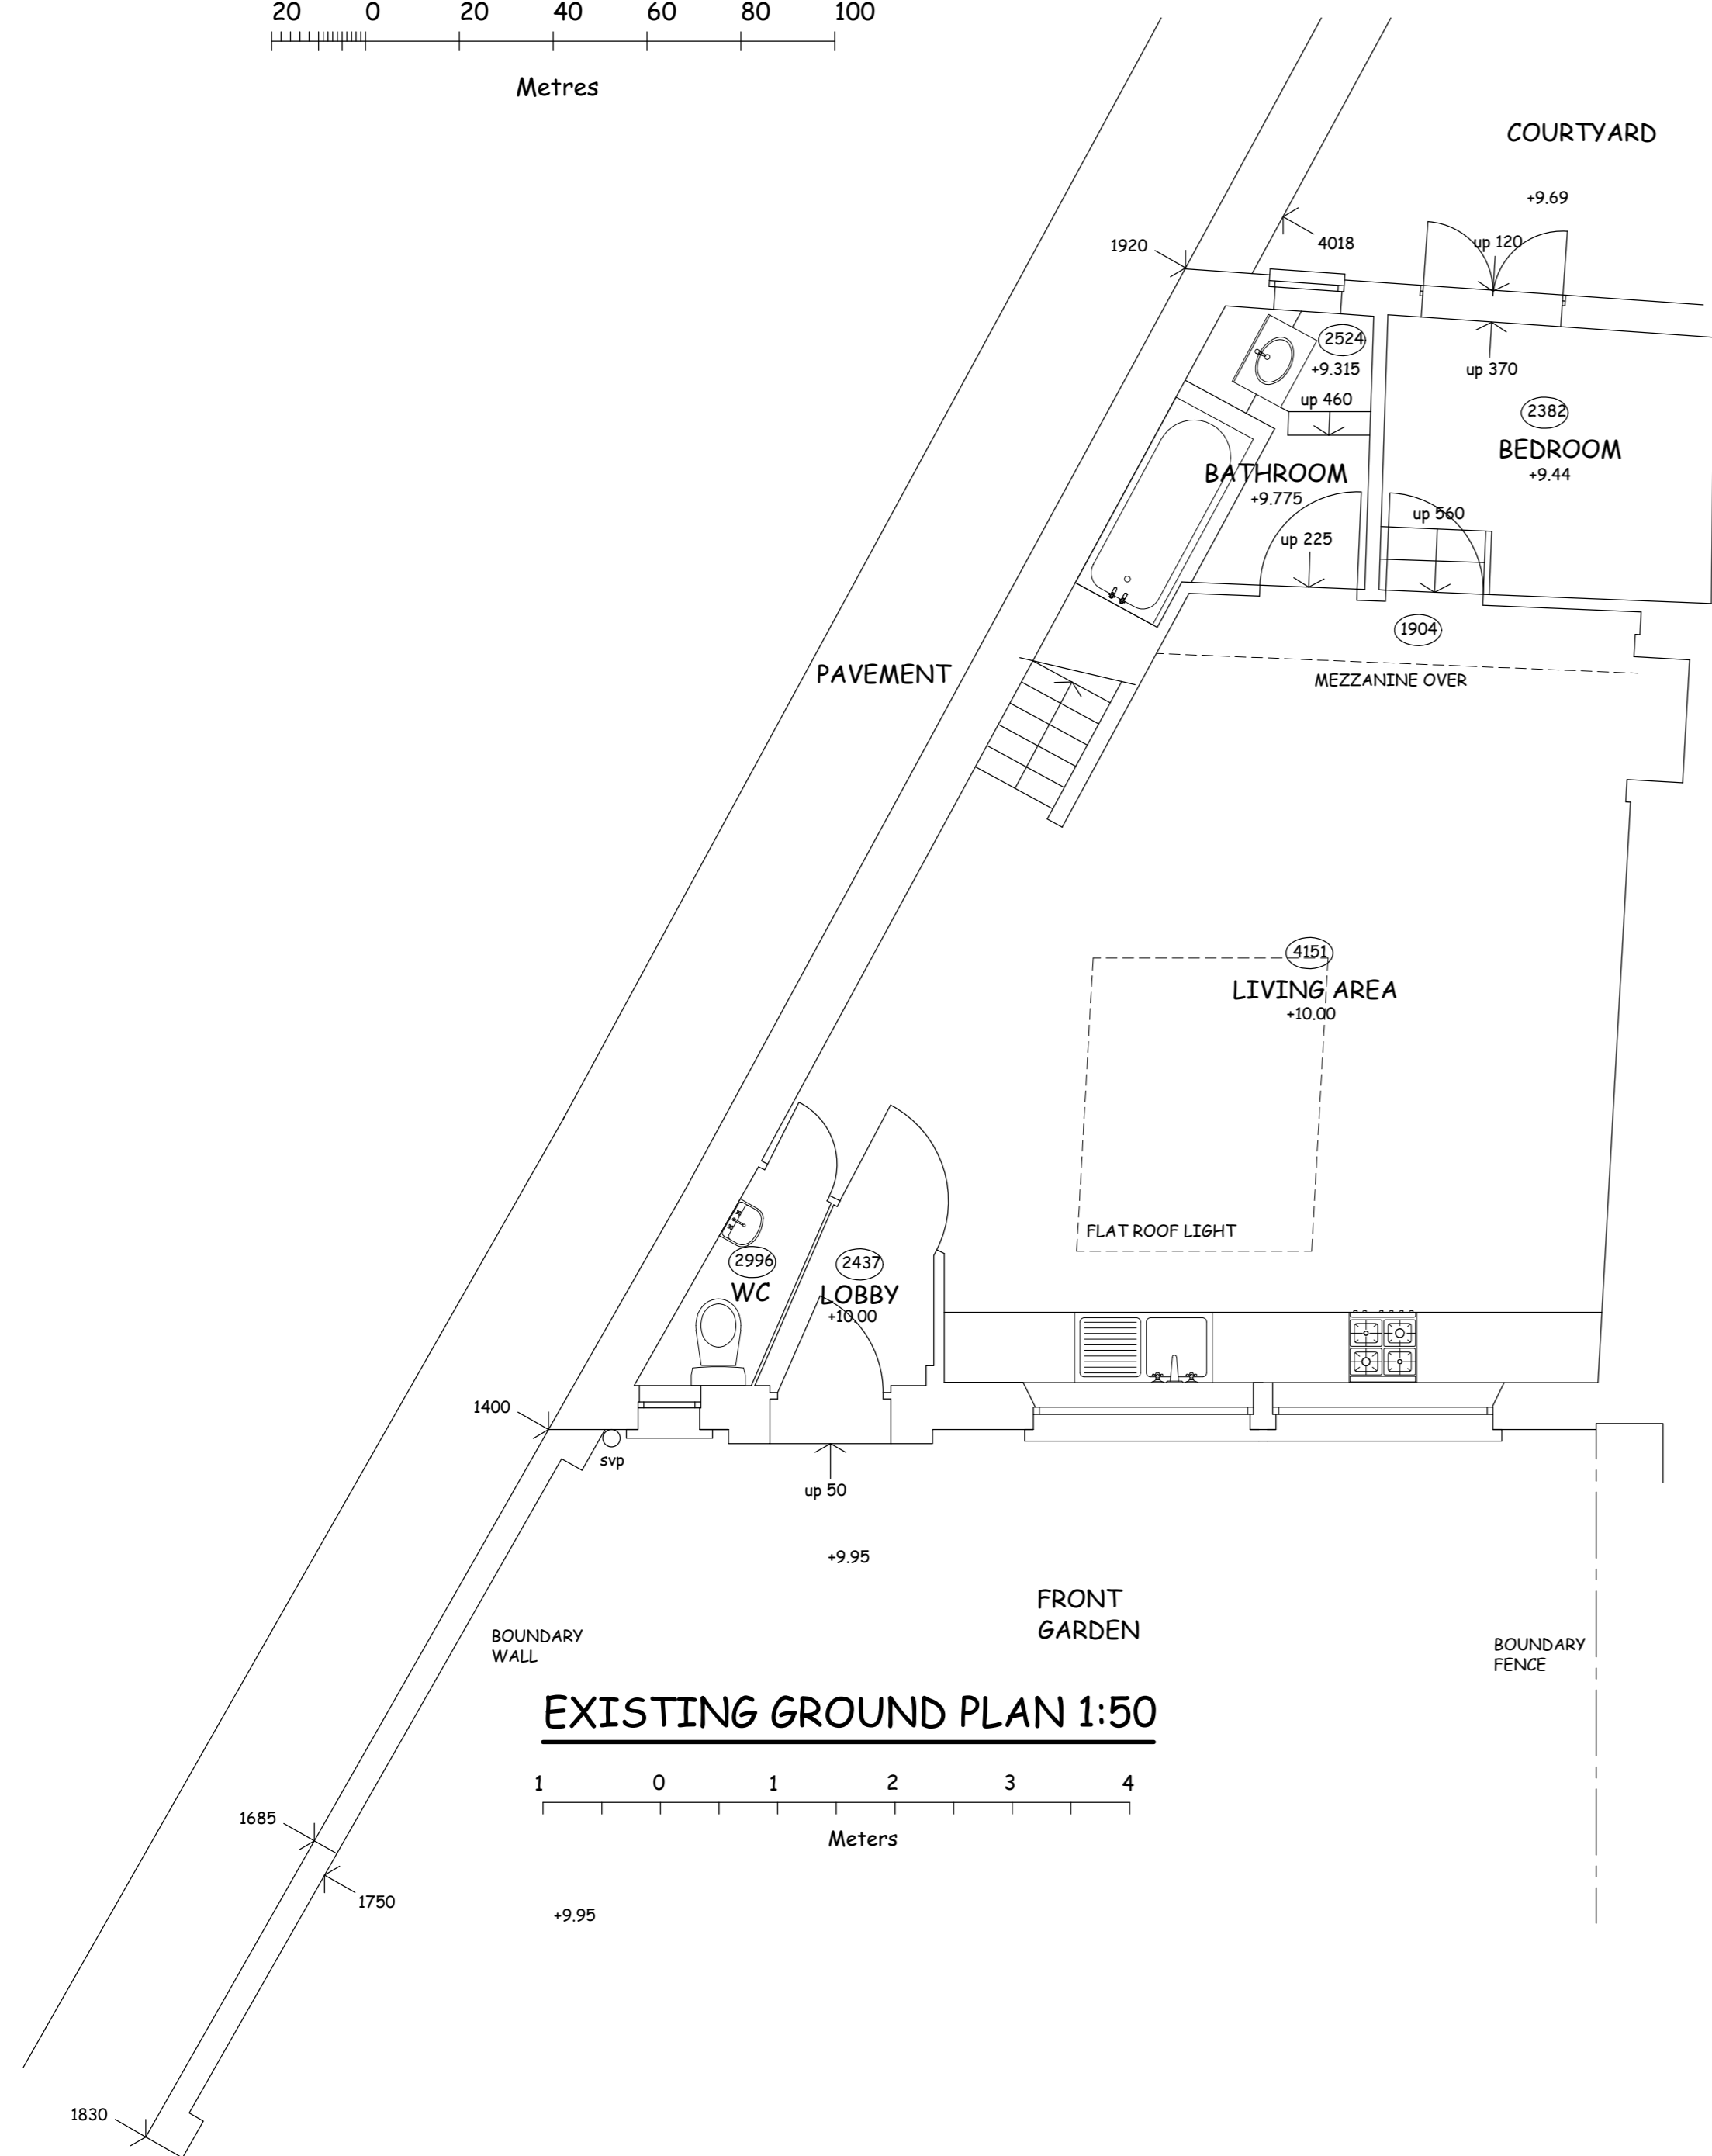 20 0 20 40 60 80 100
Metres
COURTYARD
+9.69
up 120
1920
4018
2524
+9.315
up 370
up 460
2382
BEDROOM
+9.44
BATHROOM
+9.775
up 560
up 225
1904
PAVEMENT
MEZZANINE OVER
4151
LIVING AREA
+10.00
FLAT ROOF LIGHT
2996
WC
2437
LOBBY
+10.00
1400
svp
up 50
+9.95
FRONT
GARDEN
BOUNDARY
WALL
BOUNDARY
FENCE
EXISTING GROUND PLAN 1:50
1 0 1 2 3 4
Meters
1685
1750
+9.95
1830